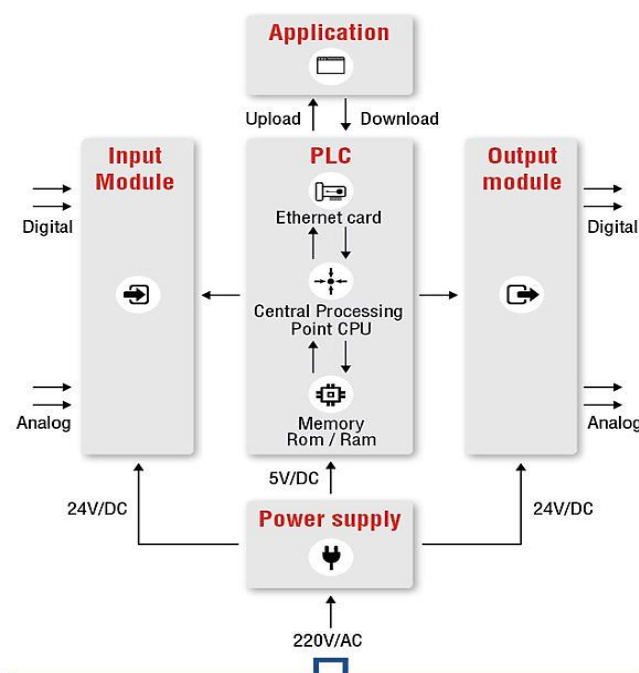 Application
Upload
Download
Input
Module
PLC
Output
module
Ethernet card
Digital
Digital
Central Processing
Point CPU
Analog
Memory
Rom / Ram
Analog
24V/DC
5V/DC
24V/DC
Power supply
220V/AC